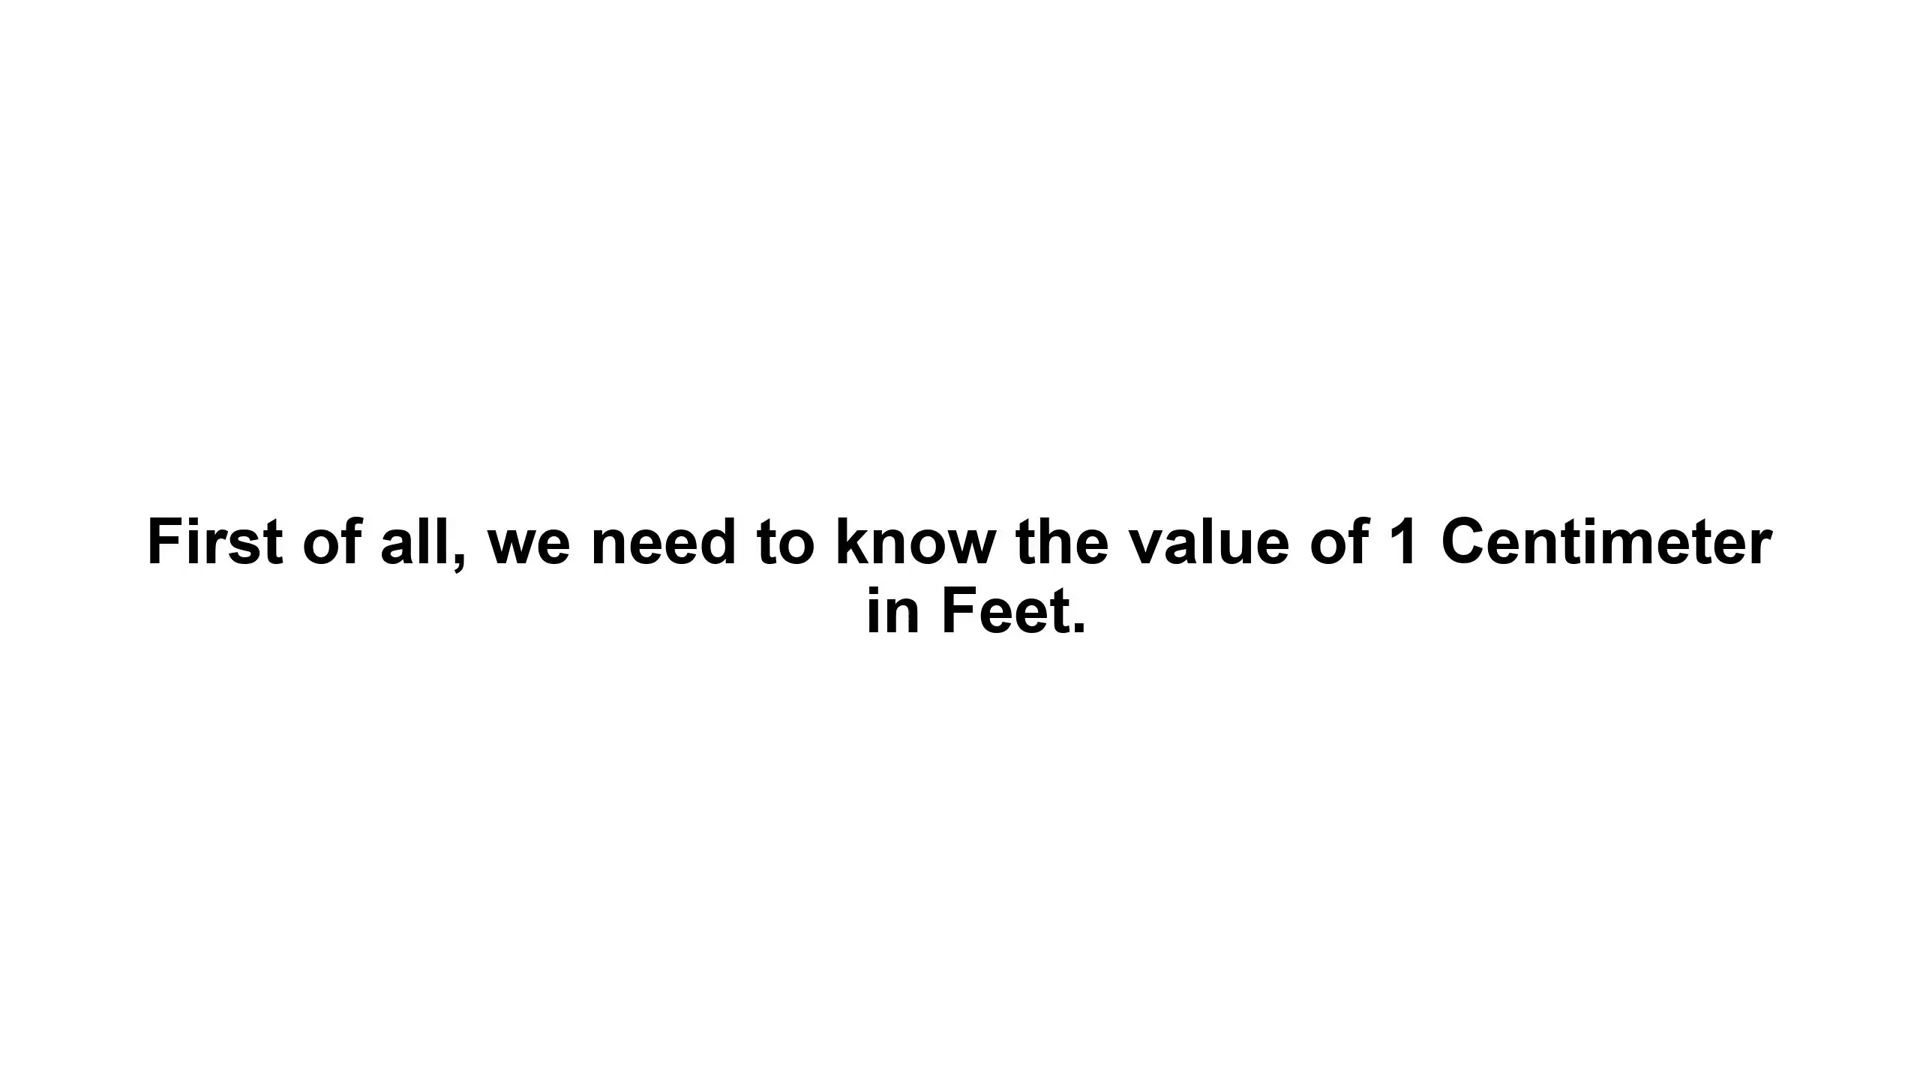 First of all, we need to know the value of 1 Centimeter
in Feet.